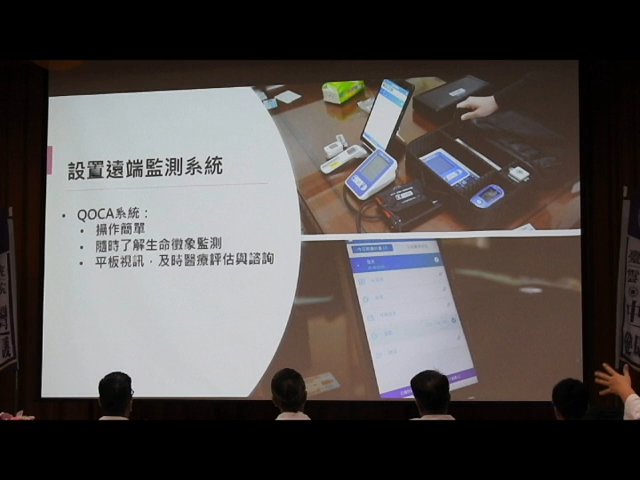 設置遠端監測系統
• QOCA系統：
• 操作簡單
• 隨時了解生命徵象監測
• 平板視訊，及時醫療評估與諮詢